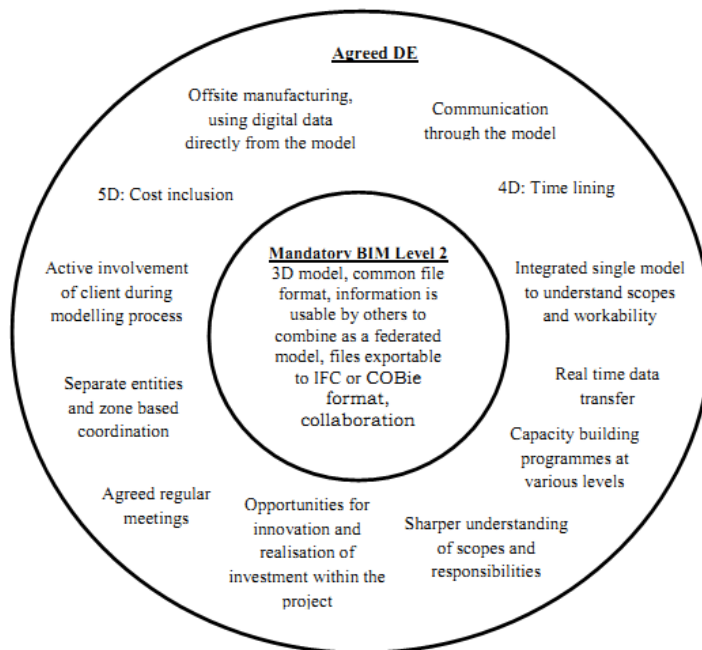 Agreed DE
Offsite manufacturing,
using digital data
directly from the model
Communication
through the model
5D: Cost inclusion
4D: Time lining
Mandatory BIM Level 2
3D model, common file
format, information is
usable by others to
combine as a federated
model, files exportable
to IFC or COBie
format,
collaboration
Active involvement
of client during
modelling process
Integrated single model
to understand scopes
and workability
Separate entities
and zone based
coordination
Real time data
transfer
Capacity building
programmes at
various levels
Agreed regular
meetings
Opportunities for
innovation and
realisation of
investment within the
project
Sharper understanding
of scopes and
responsibilities